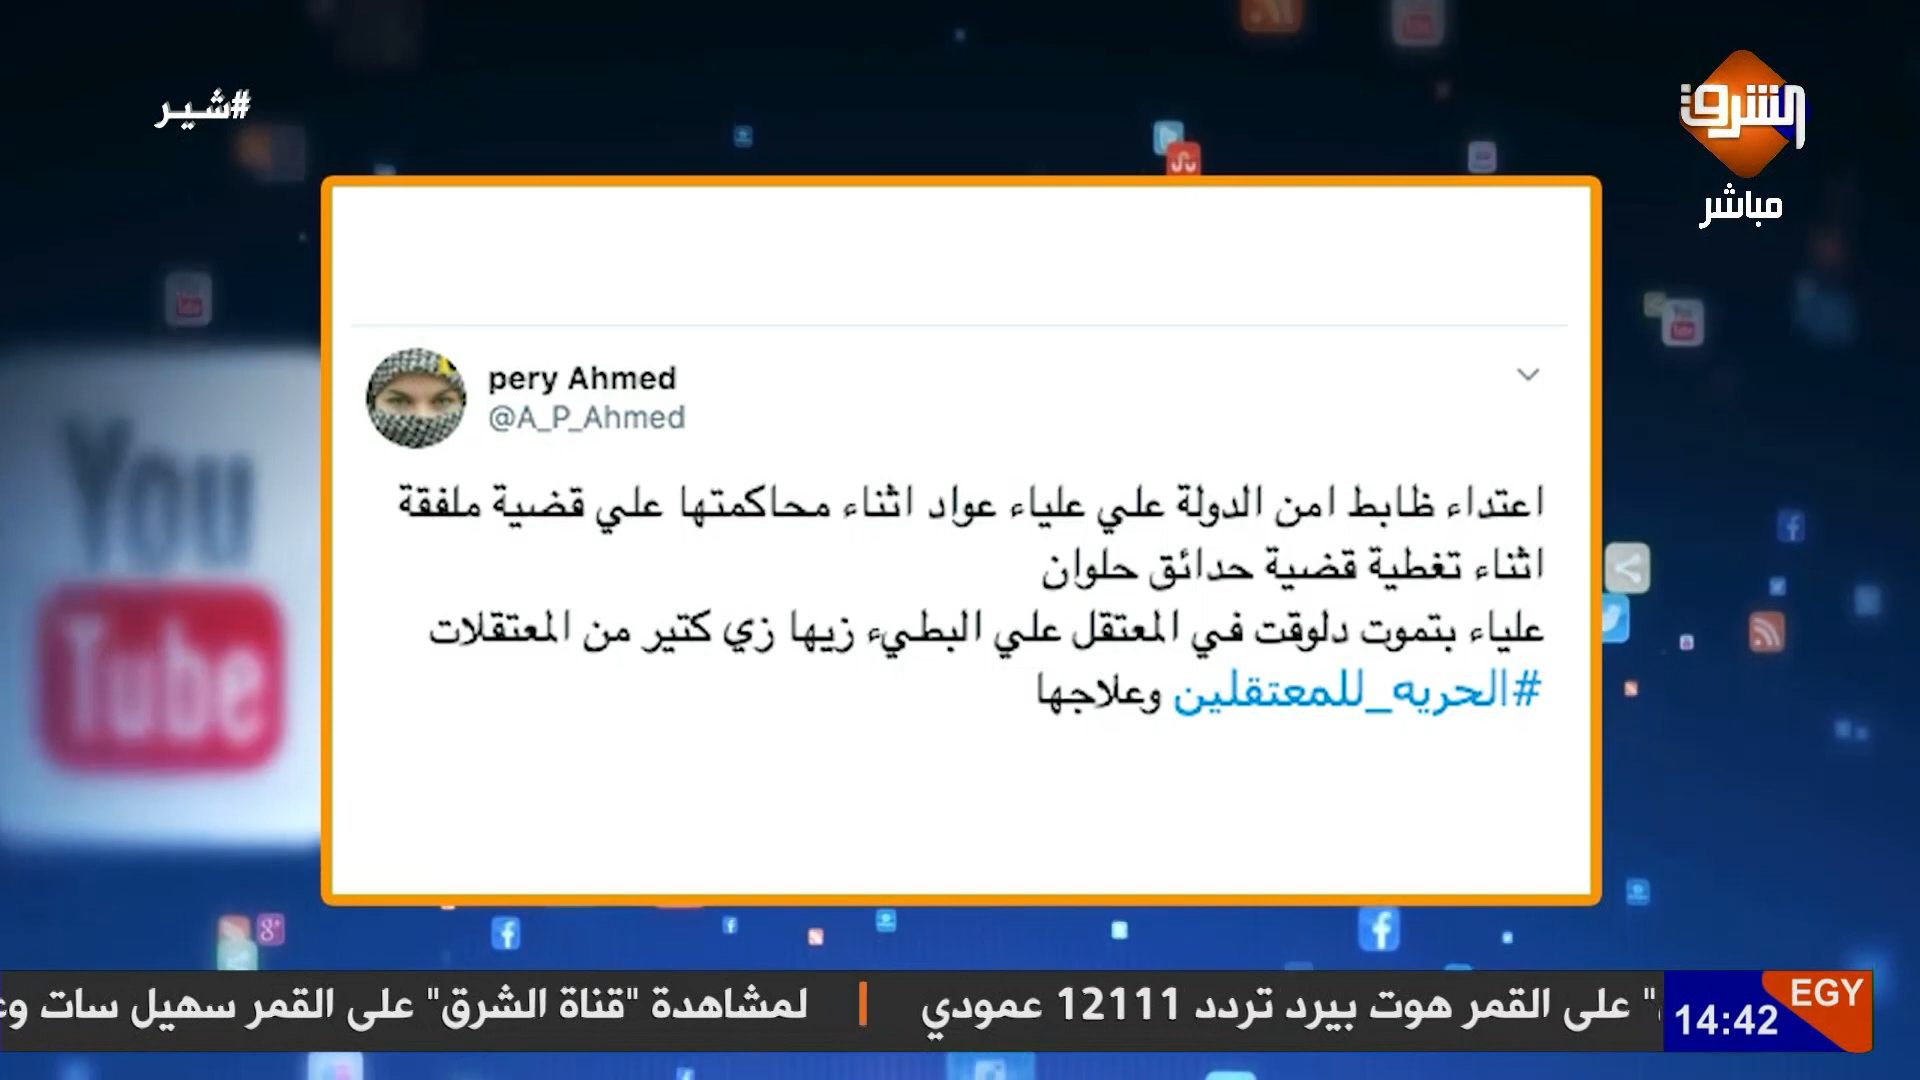 #شير
الشرق
مباشر
pery Ahmed
@A_P_Ahmed
اعتداء ظابط امن الدولة علي علياء عواد اثناء محاكمتها علي قضية ملفقة
اثناء تغطية قضية حدائق حلوان
علياء بتموت دلوقت في المعتقل علي البطيء زيها زي كتير من المعتقلات
#الحريه_للمعتقلين وعلاجها
You
Tube
" على القمر هوت بيرد تردد 12111 عمودي | لمشاهدة "قناة الشرق" على القمر سهيل سات
EGY
14:42